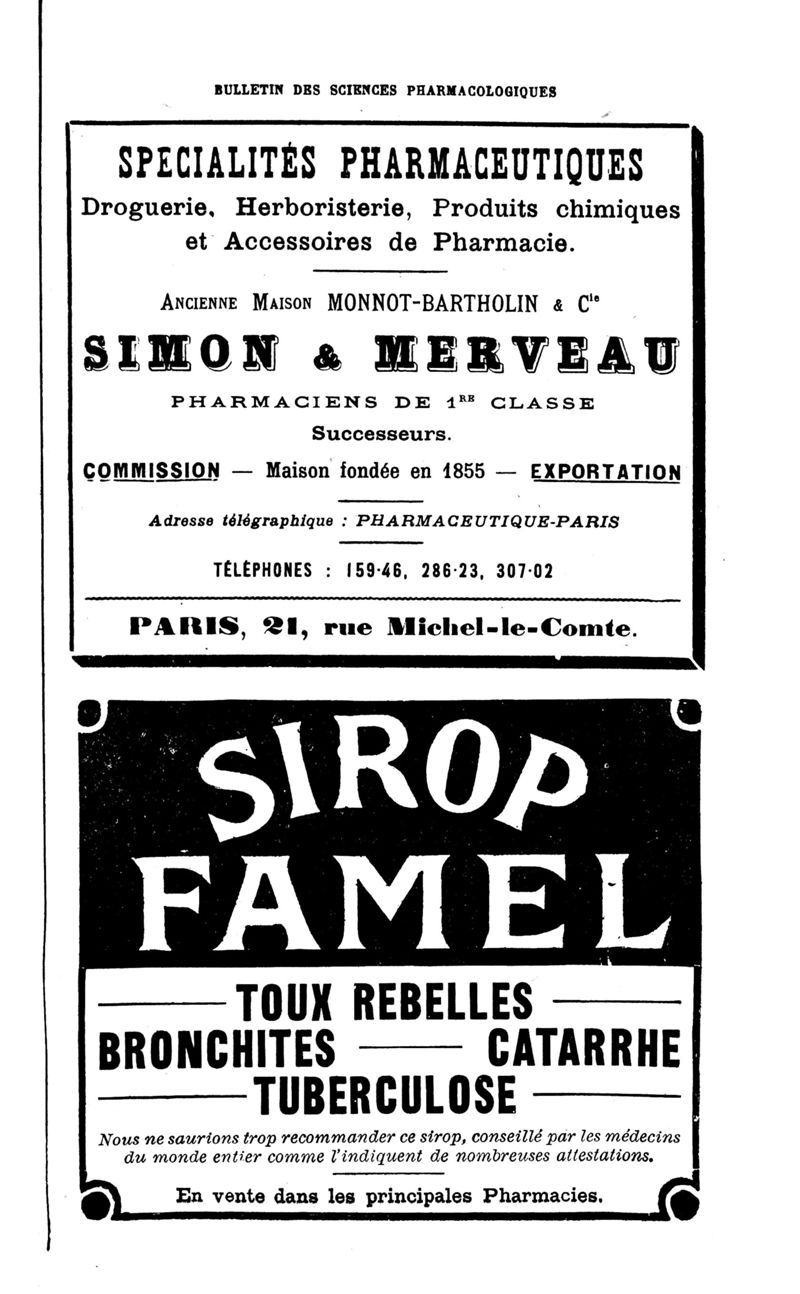 BULLETIN DES SCIENCES PHARMACOLOGIQUES
SPECIALITÉS PHARMACEUTIQUES
Droguerie, Herboristerie, Produits chimiques
et Accessoires de Pharmacie.
ANCIENNE MAISON MONNOT-BARTHOLIN & Cie
SIMON & MERVEAU
PHARMACIENS DE 1RE CLASSE
Successeurs.
COMMISSION — Maison fondée en 1855 — EXPORTATION
Adresse télégraphique : PHARMACEUTIQUE-PARIS
TÉLÉPHONES : 159-46, 286-23, 307-02
PARIS, 21, rue Michel-le-Comte.
SIROP
FAMEL
TOUX REBELLES
BRONCHITES — CATARRHE
TUBERCULOSE
Nous ne saurions trop recommander ce sirop, conseillé par les médecins
du monde entier comme l'indiquent de nombreuses attestations.
En vente dans les principales Pharmacies.